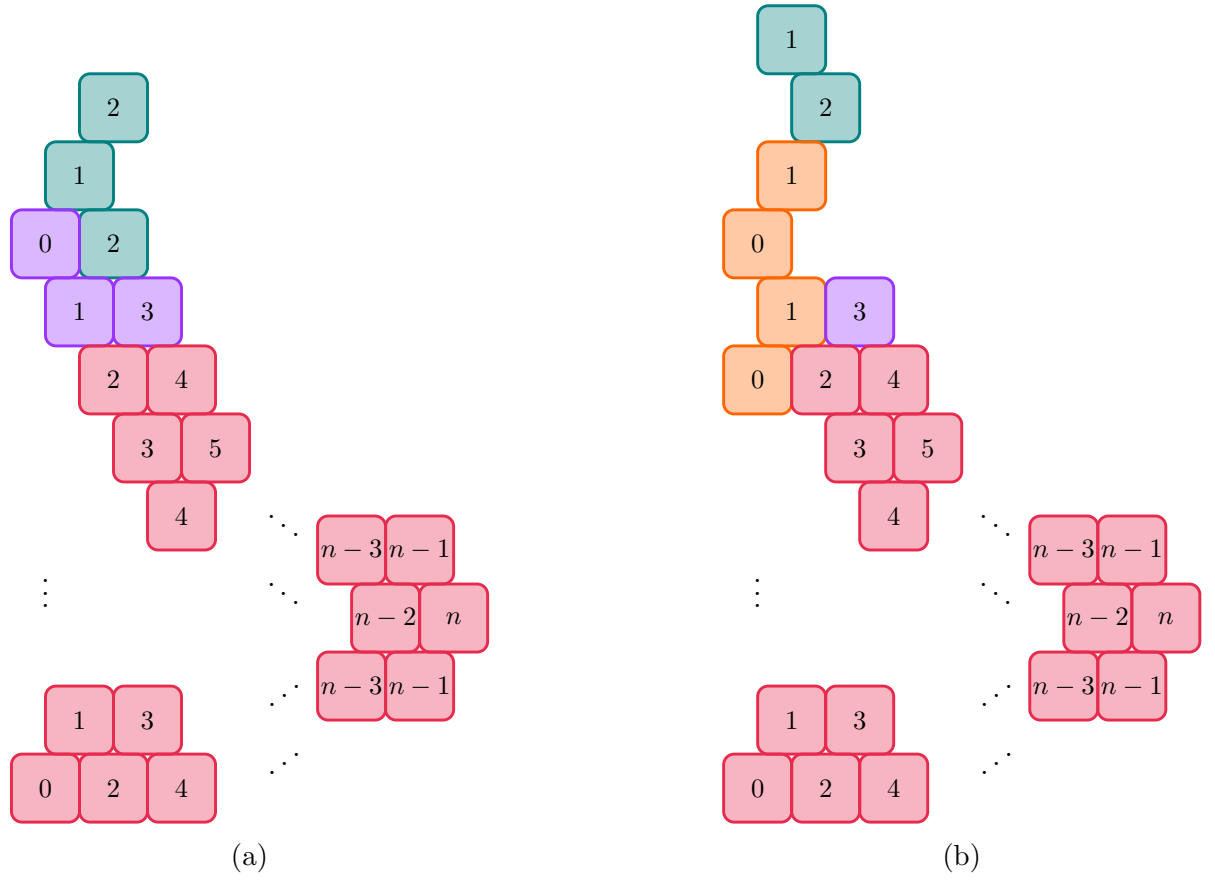 1
2 2
1 1
0 2 0
1 3 1 3
2 4 0 2 4
3 5 3 5
4 ⋱ n − 3 n − 1 4 ⋱ n − 3 n − 1
⋮ ⋱ n − 2 n ⋮ ⋱ n − 2 n
n − 3 n − 1 n − 3 n − 1
1 3 ⋰ 1 3 ⋰
0 2 4 ⋰ 0 2 4 ⋰
(a) (b)